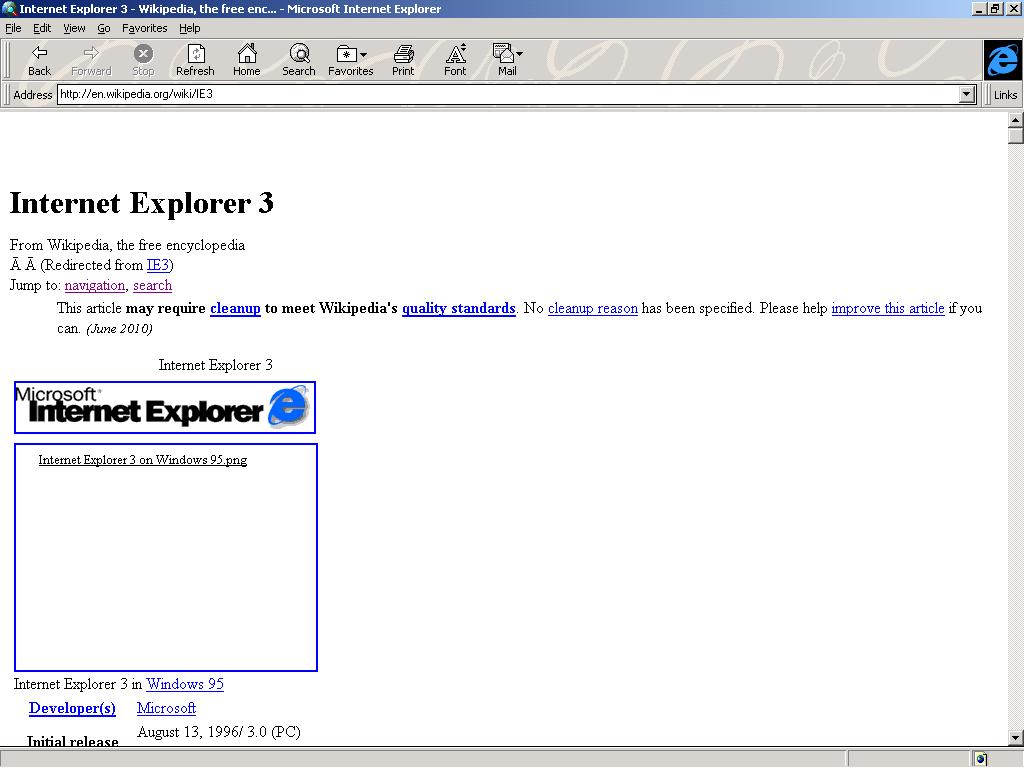 Internet Explorer 3 - Wikipedia, the free enc... - Microsoft Internet Explorer
File Edit View Go Favorites Help
Back Forward Stop Refresh Home Search Favorites Print Font Mail
Address http://en.wikipedia.org/wiki/IE3 Links
Internet Explorer 3
From Wikipedia, the free encyclopedia
Ā Ā (Redirected from IE3)
Jump to: navigation, search
This article may require cleanup to meet Wikipedia's quality standards. No cleanup reason has been specified. Please help improve this article if you
can. (June 2010)
Internet Explorer 3
Microsoft
Internet Explorer
Internet Explorer 3 on Windows 95.png
Internet Explorer 3 in Windows 95
Developer(s) Microsoft
August 13, 1996/ 3.0 (PC)
Initial release